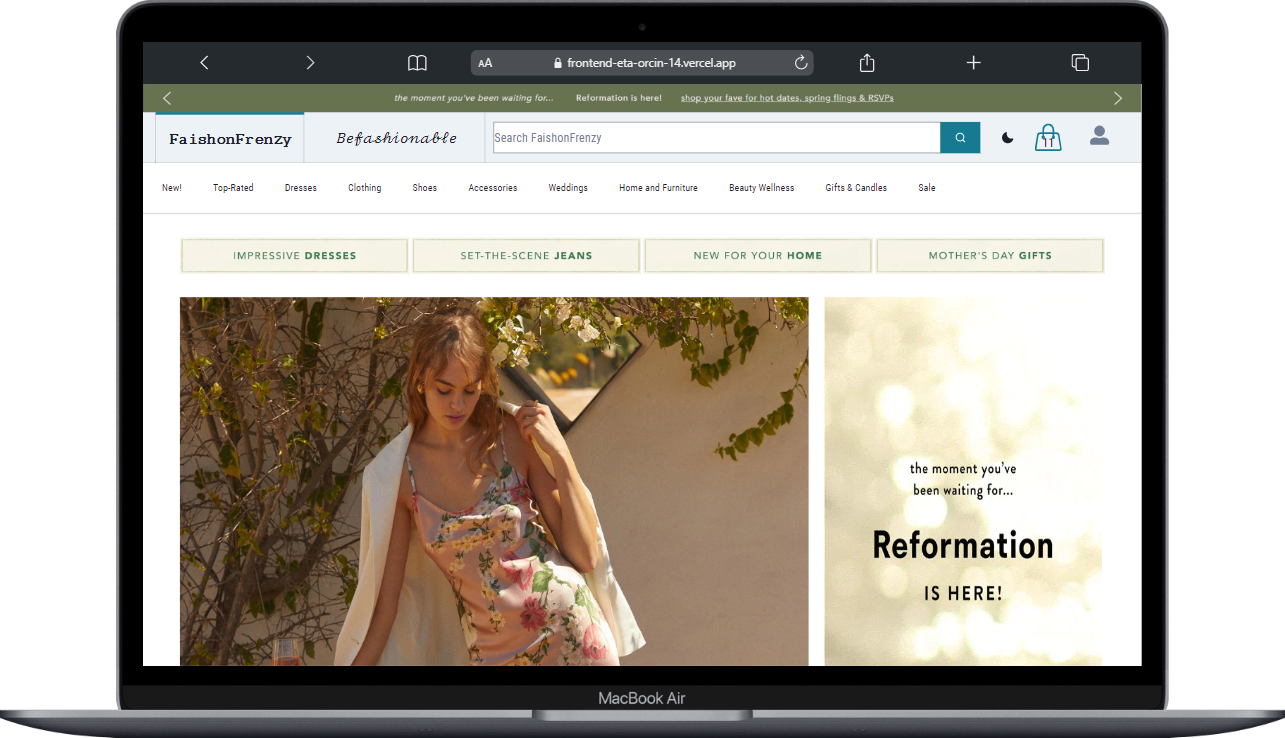 AA frontend-eta-orcin-14.vercel.app
the moment you've been waiting for... Reformation is here! shop your fave for hot dates, spring flings & RSVPs
FaishonFrenzy Befashionable Search FaishonFrenzy
New! Top-Rated Dresses Clothing Shoes Accessories Weddings Home and Furniture Beauty Wellness Gifts & Candles Sale
IMPRESSIVE DRESSES SET-THE-SCENE JEANS NEW FOR YOUR HOME MOTHER'S DAY GIFTS
the moment you've
been waiting for...
Reformation
IS HERE!
MacBook Air